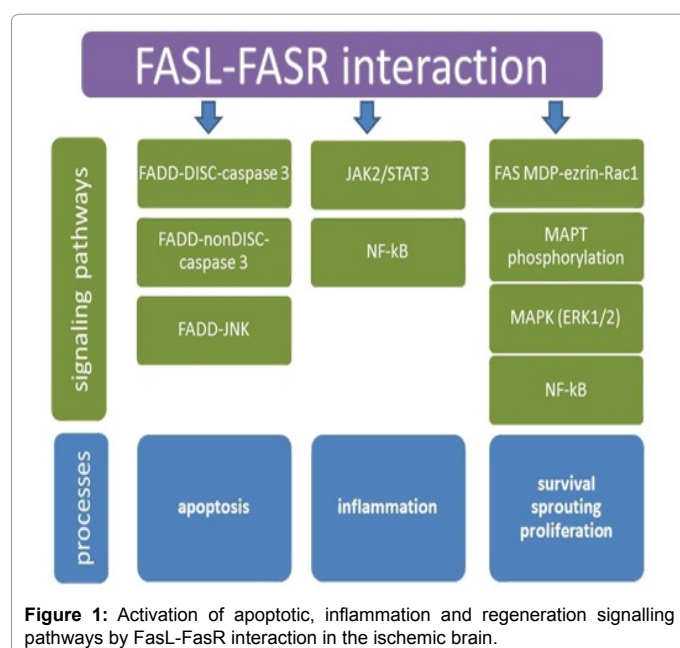 FASL-FASR interaction
signaling pathways
FADD-DISC-caspase 3
FADD-nonDISC-
caspase 3
FADD-JNK
JAK2/STAT3
NF-kB
FAS MDP-ezrin-Rac1
MAPT
phosphorylation
MAPK (ERK1/2)
NF-kB
processes
apoptosis
inflammation
survival
sprouting
proliferation
Figure 1: Activation of apoptotic, inflammation and regeneration signalling
pathways by FasL-FasR interaction in the ischemic brain.